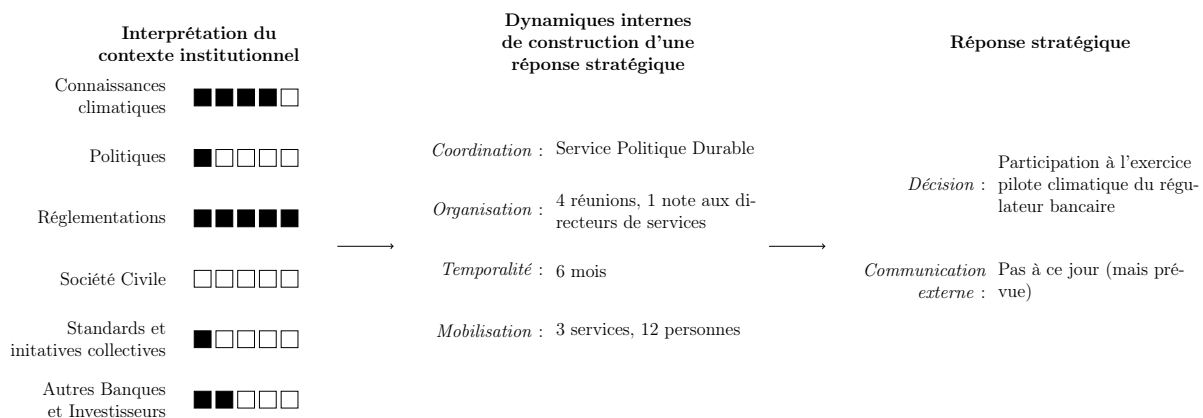 Interprétation du
contexte institutionnel
Connaissances
climatiques
Politiques
Réglementations
Société Civile
Standards et
initatives collectives
Autres Banques
et Investisseurs
Dynamiques internes
de construction d'une
réponse stratégique
Coordination : Service Politique Durable
Organisation : 4 réunions, 1 note aux di-
recteurs de services
Temporalité : 6 mois
Mobilisation : 3 services, 12 personnes
Réponse stratégique
Décision : Participation à l'exercice
pilote climatique du régu-
lateur bancaire
Communication
externe : Pas à ce jour (mais pré-
vue)